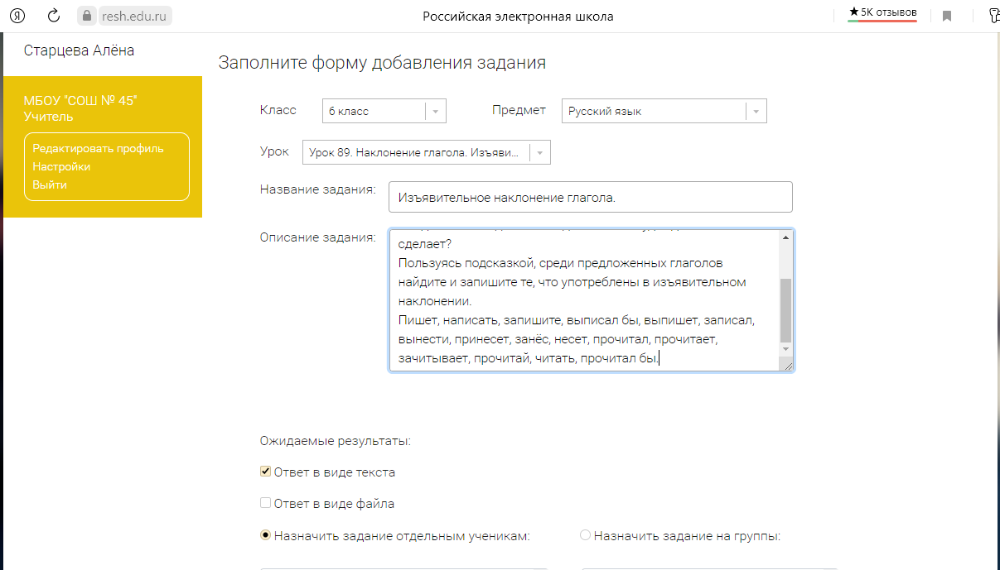 resh.edu.ru Российская электронная школа ★ 5К отзывов
Старцева Алёна
МБОУ "СОШ № 45"
Учитель
Редактировать профиль
Настройки
Выйти
Заполните форму добавления задания
Класс 6 класс Предмет Русский язык
Урок Урок 89. Наклонение глагола. Изъяви...
Название задания: Изъявительное наклонение глагола.
Описание задания:
сделает?
Пользуясь подсказкой, среди предложенных глаголов
найдите и запишите те, что употреблены в изъявительном
наклонении.
Пишет, написать, запишите, выписал бы, выпишет, записал,
вынести, принесет, занёс, несет, прочитал, прочитает,
зачитывает, прочитай, читать, прочитал бы.
Ожидаемые результаты:
Ответ в виде текста
Ответ в виде файла
Назначить задание отдельным ученикам: Назначить задание на группы: